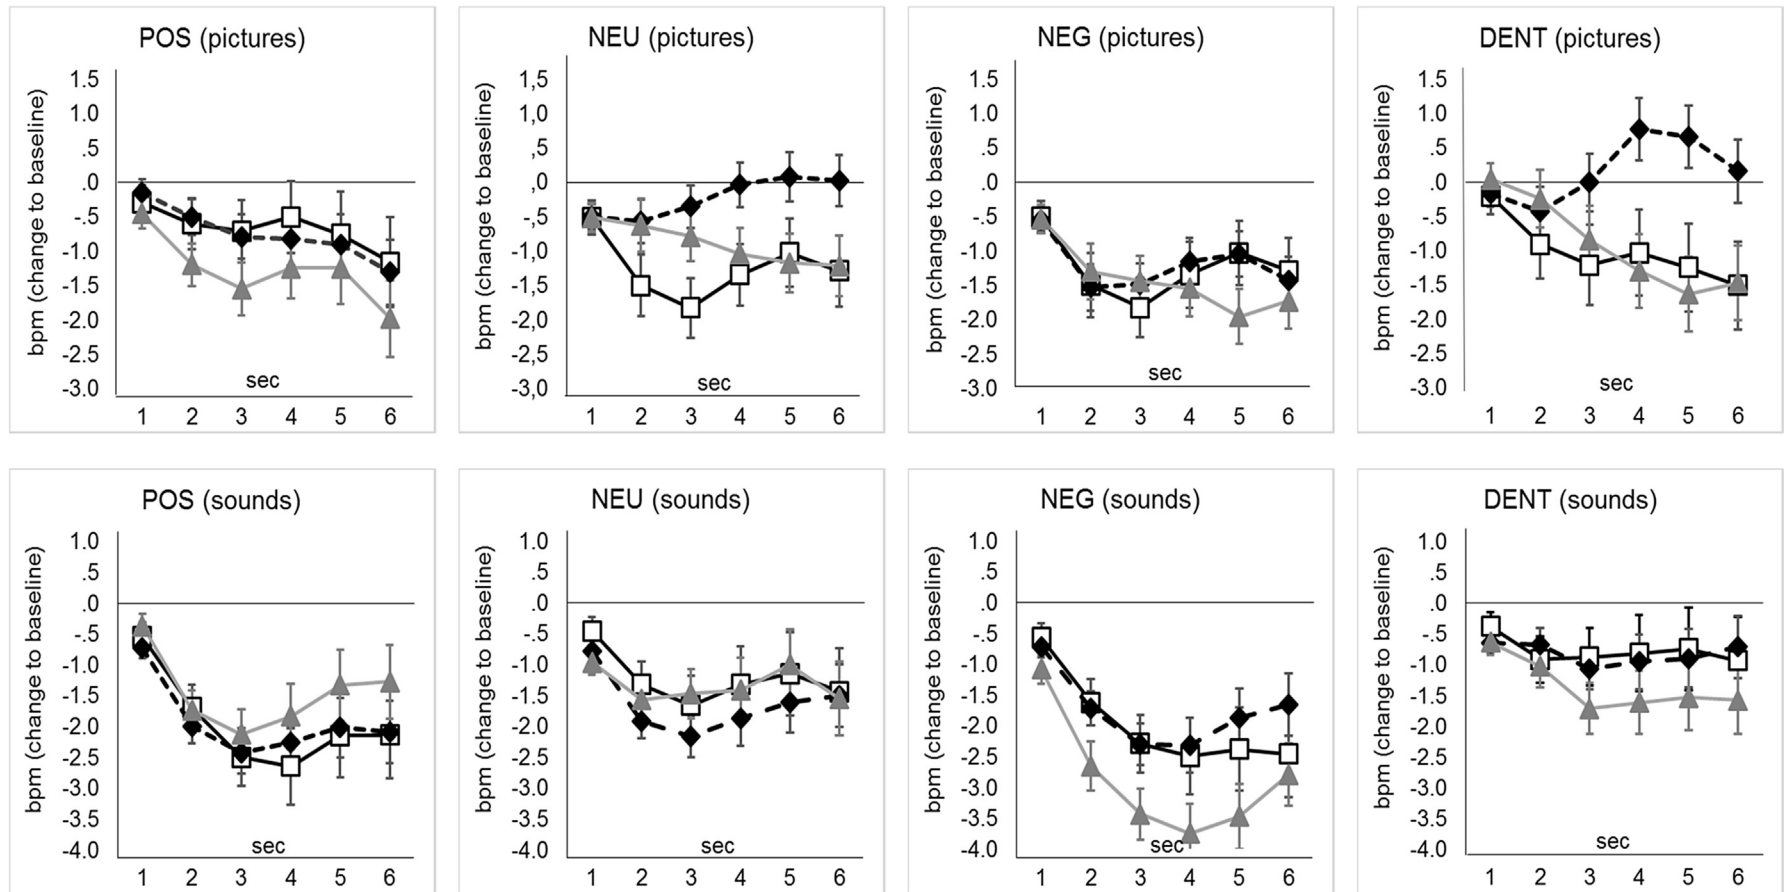 POS (pictures)
bpm (change to baseline)
1.5
1.0
.5
.0
-.5
-1.0
-1.5
-2.0
-2.5
-3.0
sec
1 2 3 4 5 6
NEU (pictures)
bpm (change to baseline)
1,5
1,0
,5
,0
-,5
-1,0
-1,5
-2,0
-2,5
-3,0
sec
1 2 3 4 5 6
NEG (pictures)
bpm (change to baseline)
1.5
1.0
.5
.0
-.5
-1.0
-1.5
-2.0
-2.5
-3.0
sec
1 2 3 4 5 6
DENT (pictures)
bpm (change to baseline)
1.5
1.0
.5
.0
-.5
-1.0
-1.5
-2.0
-2.5
-3.0
sec
1 2 3 4 5 6
POS (sounds)
bpm (change to baseline)
1.0
.5
.0
-.5
-1.0
-1.5
-2.0
-2.5
-3.0
-3.5
-4.0
sec
1 2 3 4 5 6
NEU (sounds)
bpm (change to baseline)
1.0
.5
.0
-.5
-1.0
-1.5
-2.0
-2.5
-3.0
-3.5
-4.0
sec
1 2 3 4 5 6
NEG (sounds)
bpm (change to baseline)
1.0
.5
.0
-.5
-1.0
-1.5
-2.0
-2.5
-3.0
-3.5
-4.0
sec
1 2 3 4 5 6
DENT (sounds)
bpm (change to baseline)
1.0
.5
.0
-.5
-1.0
-1.5
-2.0
-2.5
-3.0
-3.5
-4.0
sec
1 2 3 4 5 6